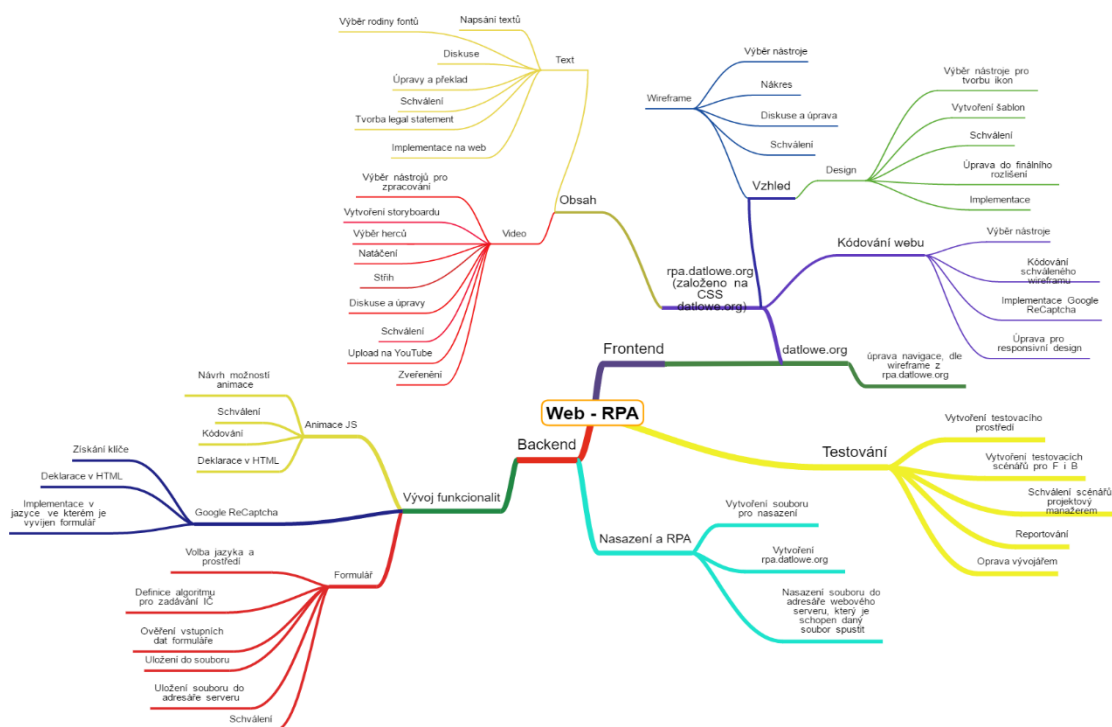 Web - RPA
Frontend
rpa.datlowe.org
(založeno na
CSS
datlowe.org)
Obsah
Text
Napsání textů
Výběr rodiny fontů
Diskuse
Úpravy a překlad
Schválení
Tvorba legal statement
Implementace na web
Video
Výběr nástrojů pro
zpracování
Vytvoření storyboardu
Výběr herců
Natáčení
Střih
Diskuse a úpravy
Schválení
Upload na YouTube
Zveřenění
Vzhled
Wireframe
Výběr nástroje
Nákres
Diskuse a úprava
Schválení
Design
Výběr nástroje pro
tvorbu ikon
Vytvoření šablon
Schválení
Úprava do finálního
rozlišení
Implementace
Kódování webu
Výběr nástroje
Kódování
schváleného
wireframu
Implementace Google
ReCaptcha
Úprava pro
responsivní design
datlowe.org
úprava navigace, dle
wireframe z
rpa.datlowe.org
Testování
Vytvoření testovacího
prostředí
Vytvoření testovacích
scénářů pro F i B
Schválení scénářů
projektový
manažerem
Reportování
Oprava vývojářem
Backend
Vývoj funkcionalit
Animace JS
Návrh možností
animace
Schválení
Kódování
Deklarace v HTML
Google ReCaptcha
Získání klíče
Deklarace v HTML
Implementace v
jazyce ve kterém je
vyvíjen formulář
Formulář
Volba jazyka a
prostředí
Definice algoritmu
pro zadávání IČ
Ověření vstupních
dat formuláře
Uložení do souboru
Uložení souboru do
adresáře serveru
Schválení
Nasazení a RPA
Vytvoření souboru
pro nasazení
Vytvoření
rpa.datlowe.org
Nasazení souboru do
adresáře webového
serveru, který je
schopen daný
soubor spustit